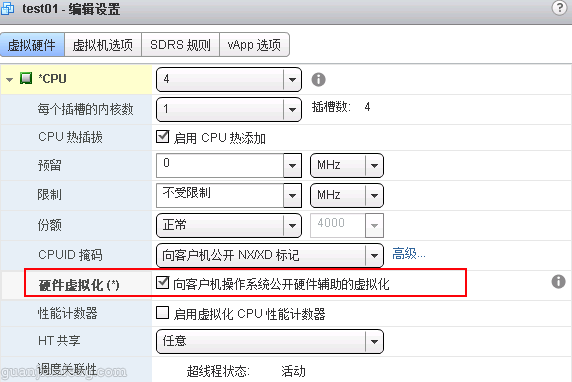 test01 - 编辑设置
虚拟硬件 虚拟机选项 SDRS 规则 vApp 选项
*CPU 4
每个插槽的内核数 1 插槽数: 4
CPU 热插拔 启用 CPU 热添加
预留 0 MHz
限制 不受限制 MHz
份额 正常 4000
CPUID 掩码 向客户机公开 NX/XD 标记 高级...
硬件虚拟化 (*) 向客户机操作系统公开硬件辅助的虚拟化
性能计数器 启用虚拟化 CPU 性能计数器
HT 共享 任意
调度关联性 超线程状态: 活动